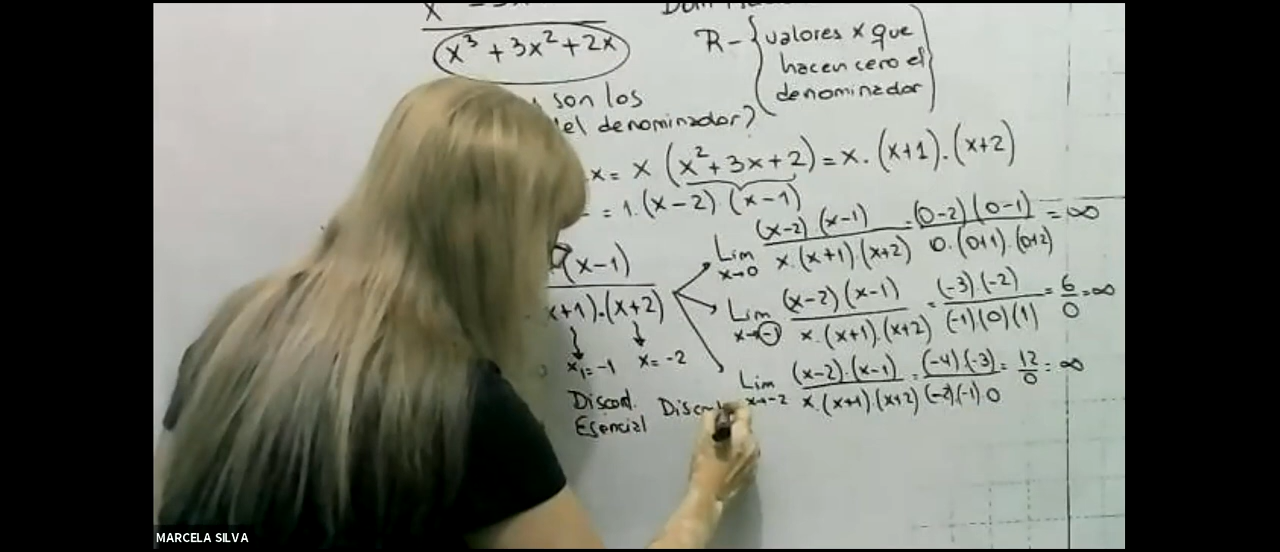 x³ + 3x² + 2x
R - {valores x que
hacen cero el
denominador}
son los
el denominador?
x = x (x² + 3x + 2) = x . (x+1) . (x+2)
= 1.(x-2) (x-1)
(x-1)
x+1).(x+2)
x₁=-1 x=-2
Discont.
Esencial
Lim x→0 (x-2)(x-1) / x.(x+1).(x+2) = (0-2)(0-1) / 0.(0+1).(0+2) = ∞
Lim x→-1 (x-2)(x-1) / x.(x+1).(x+2) = (-3).(-2) / (-1)(0)(1) = 6/0 = ∞
Lim x→-2 (x-2).(x-1) / x.(x+1)(x+2) = (-4).(-3) / (-2)(-1).0 = 12/0 = ∞
MARCELA SILVA